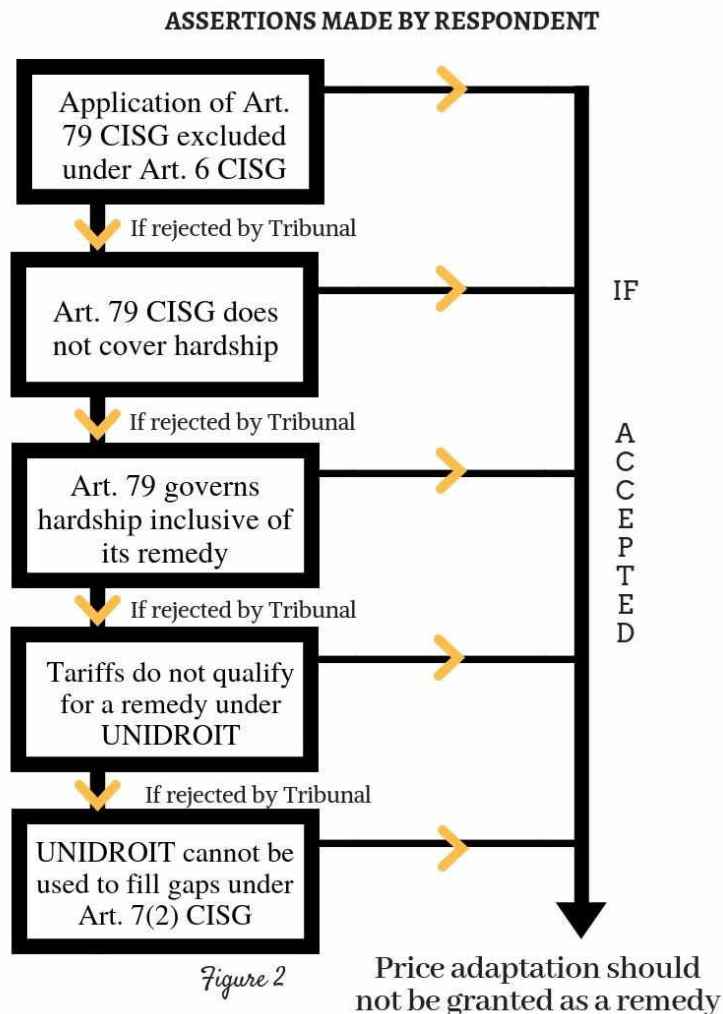 ASSERTIONS MADE BY RESPONDENT
Application of Art.
79 CISG excluded
under Art. 6 CISG
If rejected by Tribunal
Art. 79 CISG does
not cover hardship
IF
If rejected by Tribunal
ACCEPTED
Art. 79 governs
hardship inclusive of
its remedy
If rejected by Tribunal
Tariffs do not qualify
for a remedy under
UNIDROIT
If rejected by Tribunal
UNIDROIT cannot be
used to fill gaps under
Art. 7(2) CISG
Figure 2
Price adaptation should
not be granted as a remedy